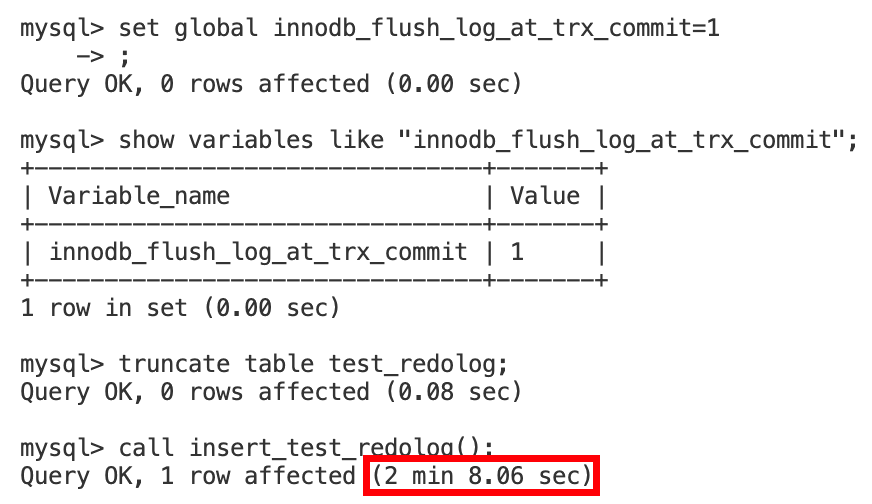 mysql> set global innodb_flush_log_at_trx_commit=1
    -> ;
Query OK, 0 rows affected (0.00 sec)
mysql> show variables like "innodb_flush_log_at_trx_commit";
+--------------------------------+-------+
| Variable_name                  | Value |
+--------------------------------+-------+
| innodb_flush_log_at_trx_commit | 1     |
+--------------------------------+-------+
1 row in set (0.00 sec)
mysql> truncate table test_redolog;
Query OK, 0 rows affected (0.08 sec)
mysql> call insert_test_redolog();
Query OK, 1 row affected (2 min 8.06 sec)